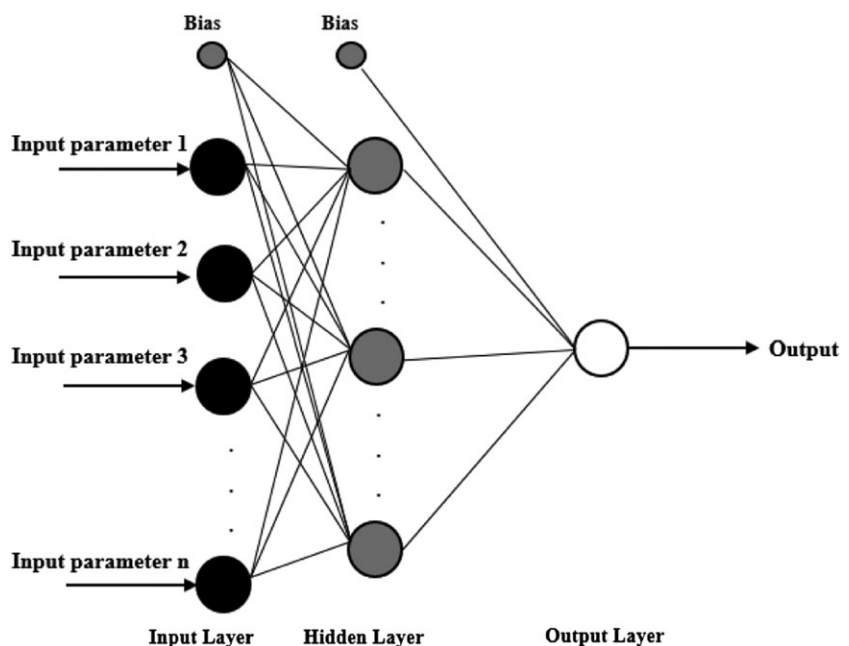 Bias Bias
Input parameter 1
Input parameter 2
Input parameter 3
Output
Input parameter n
Input Layer Hidden Layer Output Layer